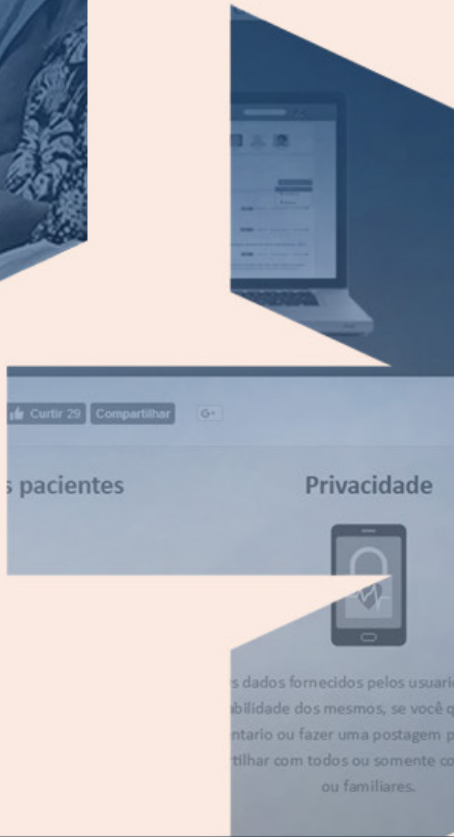 Curtir 29 Compartilhar G+
s pacientes
Privacidade
s dados fornecidos pelos usuari
abilidade dos mesmos, se você q
ntario ou fazer uma postagem p
rtilhar com todos ou somente co
ou familiares.